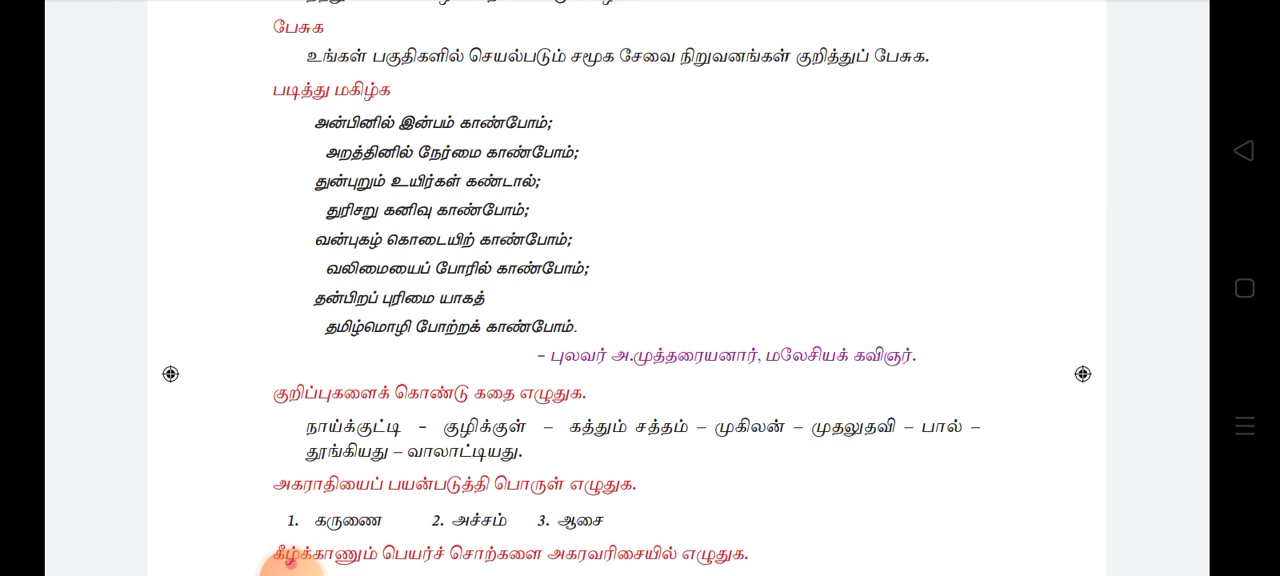 பேசுக
உங்கள் பகுதிகளில் செயல்படும் சமூக சேவை நிறுவனங்கள் குறித்துப் பேசுக.
படித்து மகிழ்க
அன்பினில் இன்பம் காண்போம்;
அறத்தினில் நேர்மை காண்போம்;
துன்புறும் உயிர்கள் கண்டால்;
துரிசறு கனிவு காண்போம்;
வன்புகழ் கொடையிற் காண்போம்;
வலிமையைப் போரில் காண்போம்;
தன்பிறப் புரிமை யாகத்
தமிழ்மொழி போற்றக் காண்போம்.
- புலவர் அ.முத்தரையனார், மலேசியக் கவிஞர்.
குறிப்புகளைக் கொண்டு கதை எழுதுக.
நாய்க்குட்டி - குழிக்குள் – கத்தும் சத்தம் – முகிலன் – முதலுதவி – பால் –
தூங்கியது – வாலாட்டியது.
அகராதியைப் பயன்படுத்தி பொருள் எழுதுக.
1. கருணை 2. அச்சம் 3. ஆசை
கீழ்க்காணும் பெயர்ச் சொற்களை அகரவரிசையில் எழுதுக.